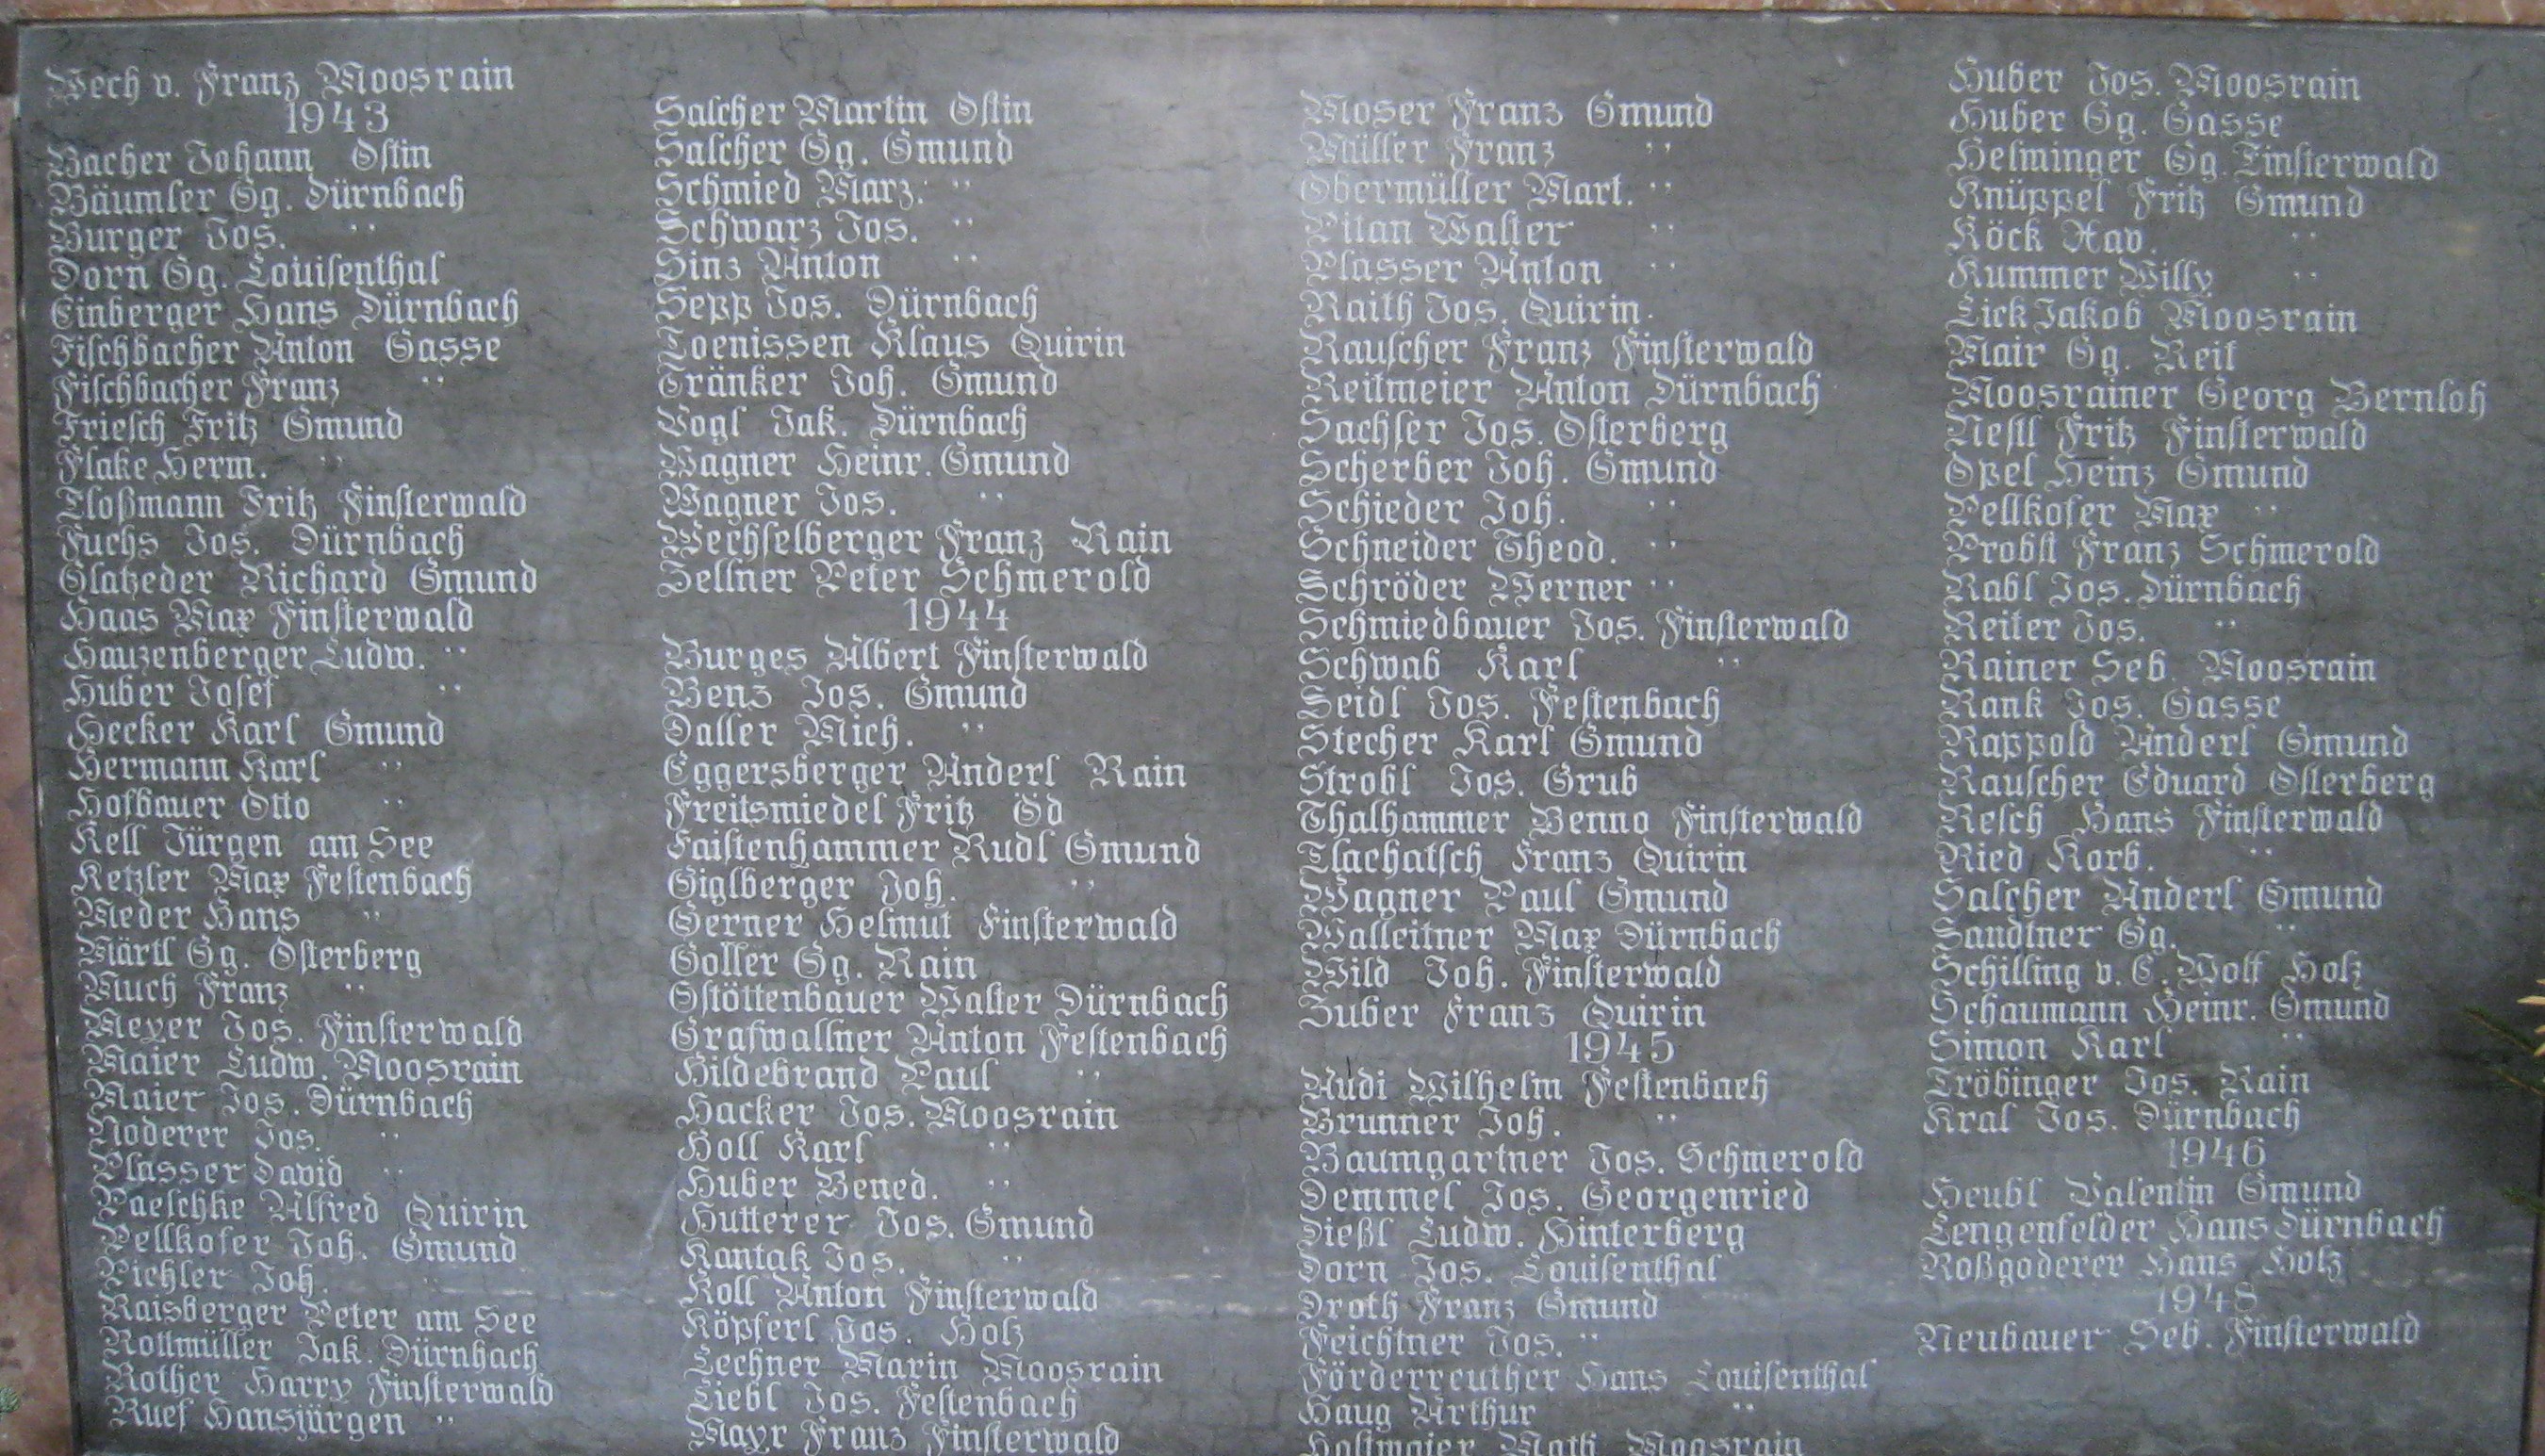 Wech v. Franz Moosrain
1943
Bacher Johann Ostin
Bäumler Gg. Dürnbach
Burger Jos. "
Dorn Gg. Louisenthal
Einberger Hans Dürnbach
Fischbacher Anton Gasse
Fischbacher Franz "
Friesch Fritz Gmund
Flake Herm. "
Floßmann Fritz Finsterwald
Fuchs Jos. Dürnbach
Glatzeder Richard Gmund
Haas Max Finsterwald
Hauzenberger Ludw. "
Huber Josef "
Hecker Karl Gmund
Hermann Karl "
Hofbauer Otto "
Kell Jürgen am See
Ketzler Max Festenbach
Meder Hans "
Märtl Gg. Osterberg
Much Franz "
Meyer Jos. Finsterwald
Maier Ludw. Moosrain
Maier Jos. Dürnbach
Noderer Jos. "
Plasser David "
Paeschke Alfred Quirin
Pellkofer Joh. Gmund
Pichler Joh. "
Raisberger Peter am See
Rottmüller Jak. Dürnbach
Rother Harry Finsterwald
Ruef Hansjürgen "
Salcher Martin Ostin
Salcher Gg. Gmund
Schmied Marz. "
Schwarz Jos. "
Sinz Anton "
Sepp Jos. Dürnbach
Toenissen Klaus Quirin
Tränker Joh. Gmund
Vogl Jak. Dürnbach
Wagner Heinr. Gmund
Wagner Jos. "
Wechselberger Franz Rain
Zellner Peter Schmerold
1944
Burges Albert Finsterwald
Benz Jos. Gmund
Daller Mich. "
Eggersberger Anderl Rain
Freitsmiedel Fritz Öd
Faistenhammer Rudl Gmund
Giglberger Joh. "
Gerner Helmut Finsterwald
Goller Gg. Rain
Gstöttenbauer Walter Dürnbach
Grafwallner Anton Festenbach
Hildebrand Paul "
Hacker Jos. Moosrain
Holl Karl "
Huber Bened. "
Hutterer Jos. Gmund
Kantak Jos. "
Koll Anton Finsterwald
Köpferl Jos. Holz
Lechner Marin Moosrain
Liebl Jos. Festenbach
Mayr Franz Finsterwald
Moser Franz Gmund
Müller Franz "
Obermüller Mart. "
Pilan Walter "
Plasser Anton "
Raith Jos. Quirin.
Rauscher Franz Finsterwald
Reitmeier Anton Dürnbach
Sachser Jos. Osterberg
Scherber Joh. Gmund
Schieder Joh. "
Schneider Theod. "
Schröder Werner "
Schmiedbauer Jos. Finsterwald
Schwab Karl "
Seidl Jos. Festenbach
Stecher Karl Gmund
Strobl Jos. Grub
Thalhammer Benno Finsterwald
Tlachatsch Franz Quirin
Wagner Paul Gmund
Walleitner Max Dürnbach
Wild Joh. Finsterwald
Zuber Franz Quirin
1945
Audi Wilhelm Festenbach
Brunner Joh. "
Baumgartner Jos. Schmerold
Demmel Jos. Georgenried
Dießl Ludw. Hinterberg
Dorn Jos. Louisenthal
Droth Franz Gmund
Feichtner Jos. "
Förderreuther Hans Louisenthal
Haug Arthur "
Math. Moosrain
Huber Jos. Moosrain
Huber Gg. Gasse
Helminger Gg. Finsterwald
Knüppel Fritz Gmund
Köck Xav. "
Kummer Willy "
Lick Jakob Moosrain
Mair Gg. Reit
Moosrainer Georg Bernloh
Nestl Fritz Finsterwald
Opel Heinz Gmund
Pellkofer Max "
Probst Franz Schmerold
Rabl Jos. Dürnbach
Reiter Jos. "
Rainer Seb. Moosrain
Rank Jos. Gasse
Rappold Anderl Gmund
Rauscher Eduard Osterberg
Resch Hans Finsterwald
Ried Korb. "
Salcher Anderl Gmund
Sandtner Gg. "
Schilling v. C. Wolf Holz
Schaumann Heinr. Gmund
Simon Karl "
Tröbinger Jos. Rain
Kral Jos. Dürnbach
1946
Heubl Valentin Gmund
Lengenfelder Hans Dürnbach
Roßgoderer Hans Holz
1948
Neubauer Seb. Finsterwald